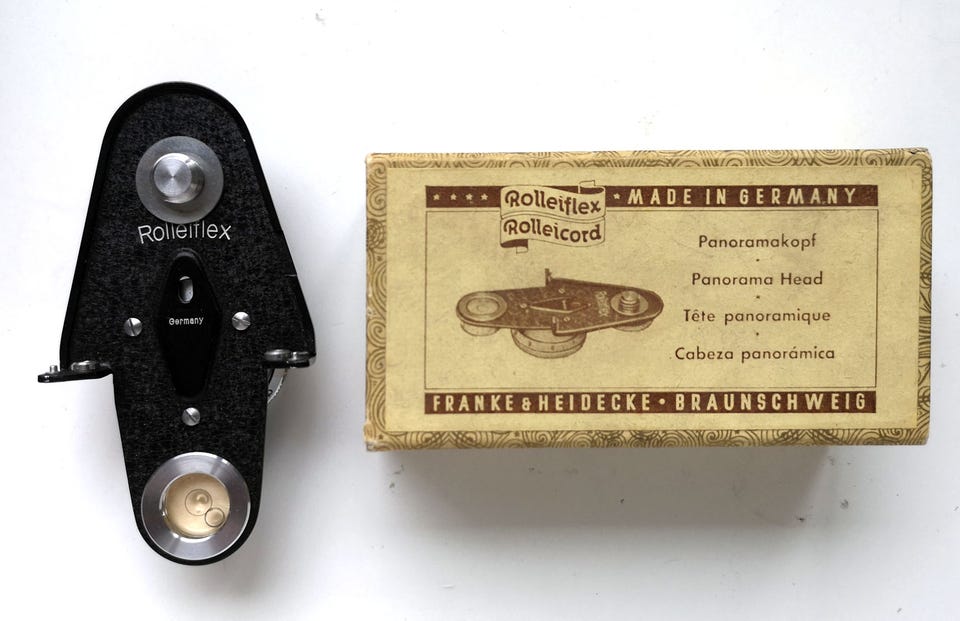 Rolleiflex
Germany
Rolleiflex
Rolleicord
MADE IN GERMANY
Panoramakopf
Panorama Head
Tête panoramique
Cabeza panorámica
FRANKE & HEIDECKE • BRAUNSCHWEIG